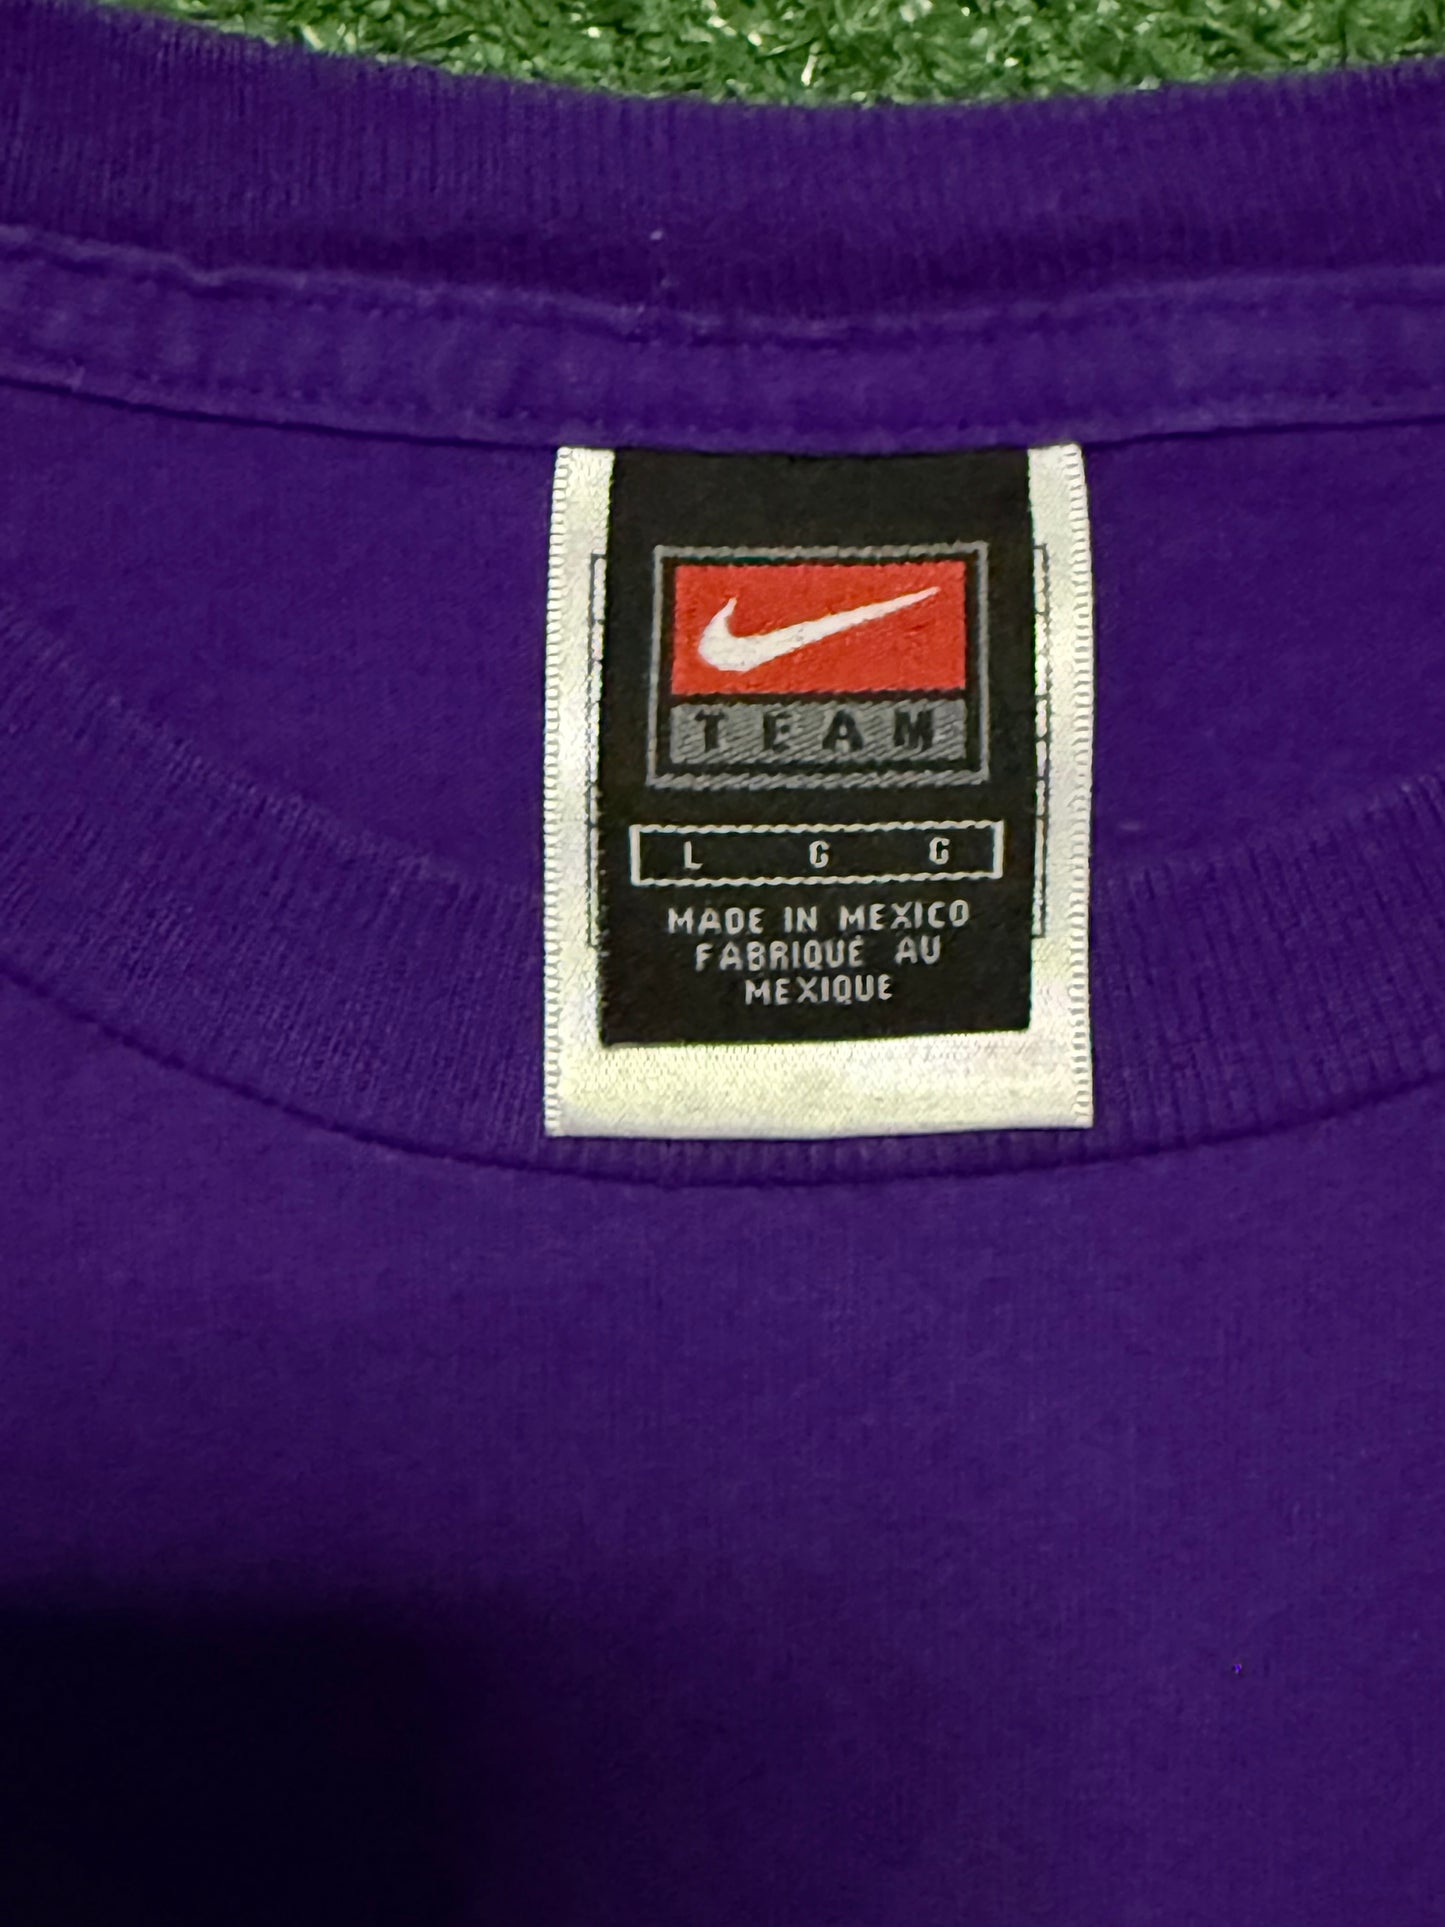 TEAM
L G G
MADE IN MEXICO
FABRIQUÉ AU
MEXIQUE